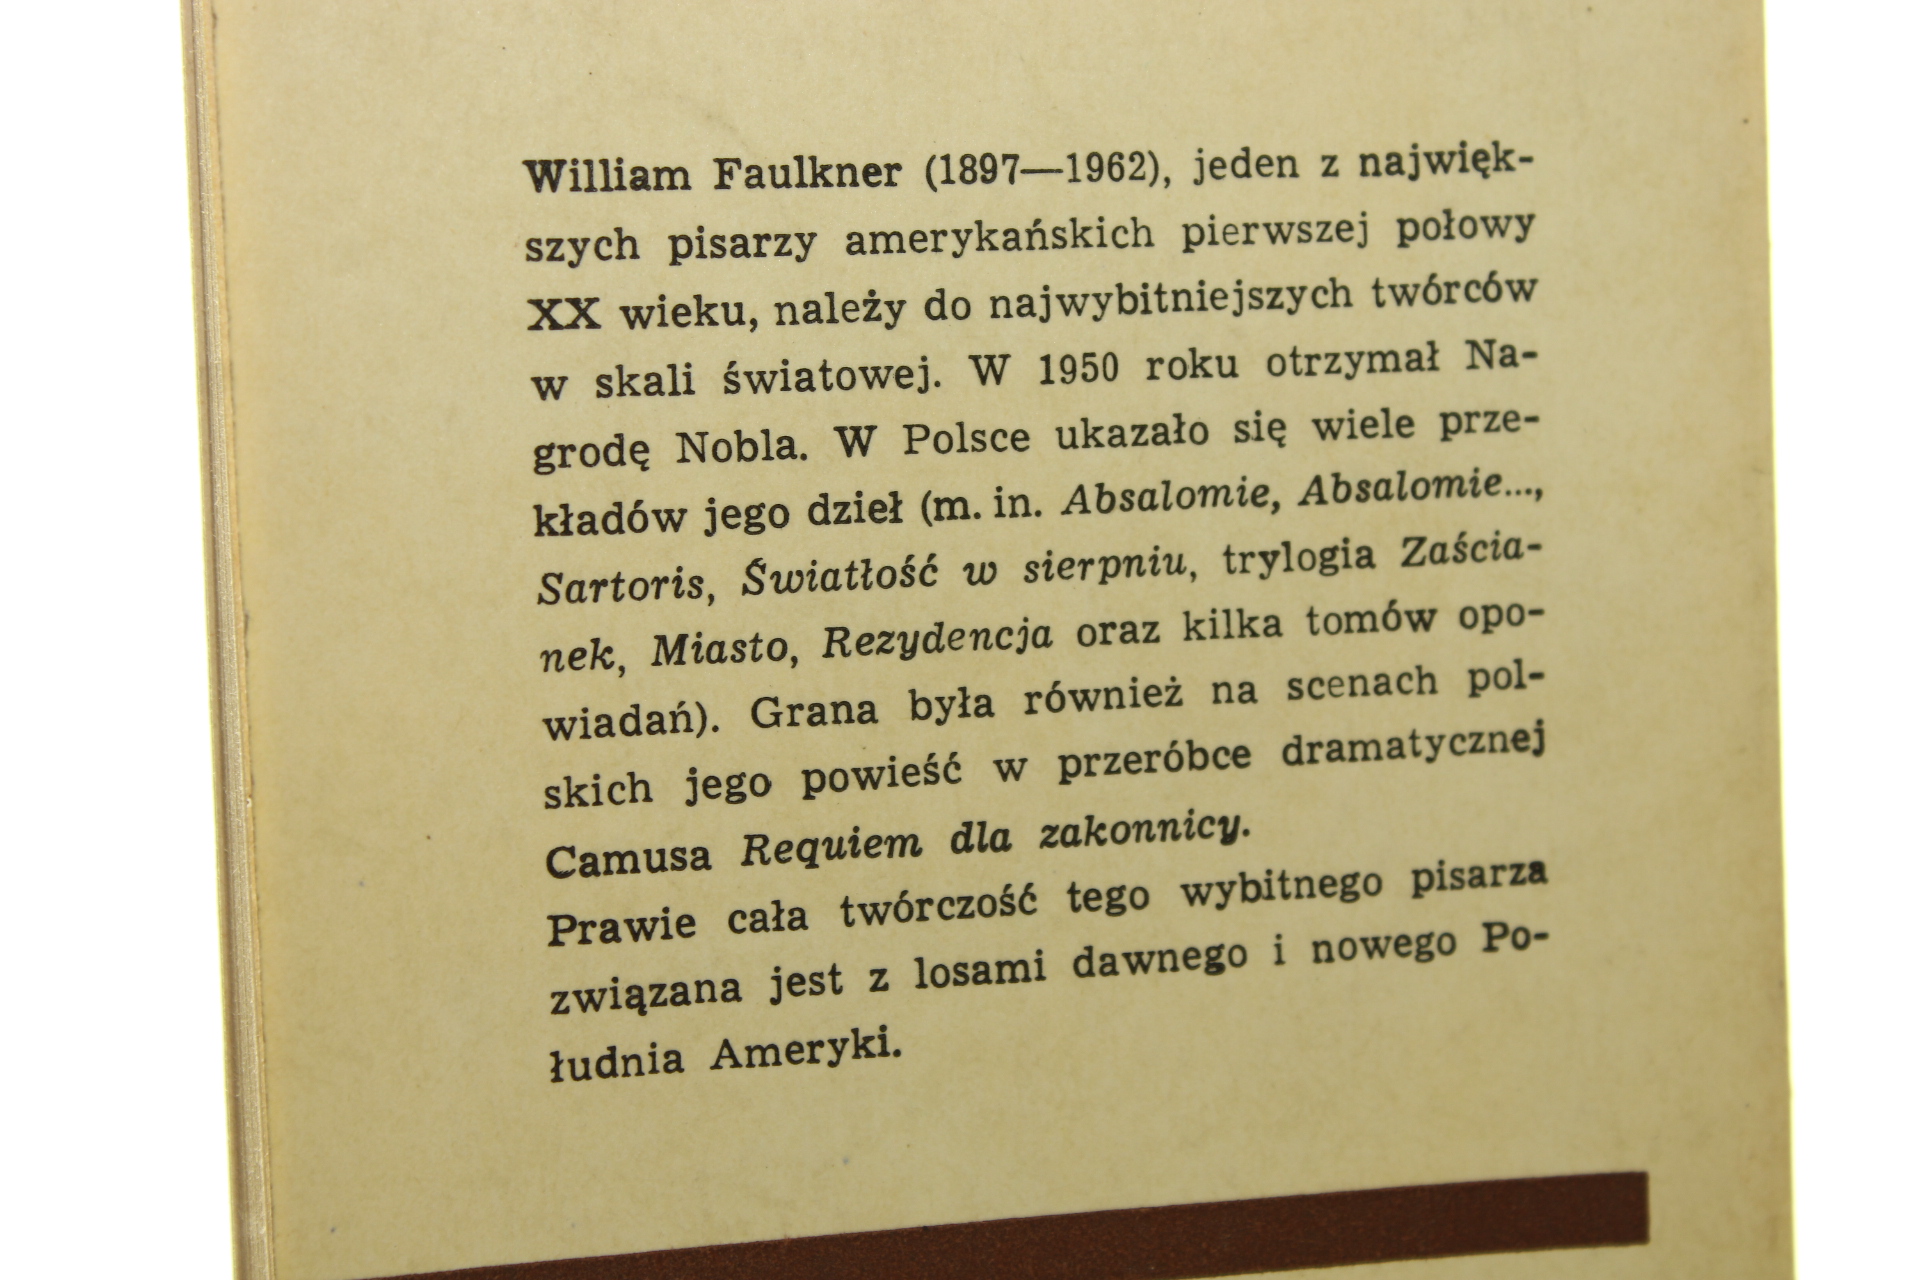 William Faulkner (1897—1962), jeden z najwięk-
szych pisarzy amerykańskich pierwszej połowy
XX wieku, należy do najwybitniejszych twórców
w skali światowej. W 1950 roku otrzymał Na-
grodę Nobla. W Polsce ukazało się wiele prze-
kładów jego dzieł (m. in. Absalomie, Absalomie...,
Sartoris, Światłość w sierpniu, trylogia Zaścia-
nek, Miasto, Rezydencja oraz kilka tomów opo-
wiadań). Grana była również na scenach pol-
skich jego powieść w przeróbce dramatycznej
Camusa Requiem dla zakonnicy.
Prawie cała twórczość tego wybitnego pisarza
związana jest z losami dawnego i nowego Po-
łudnia Ameryki.